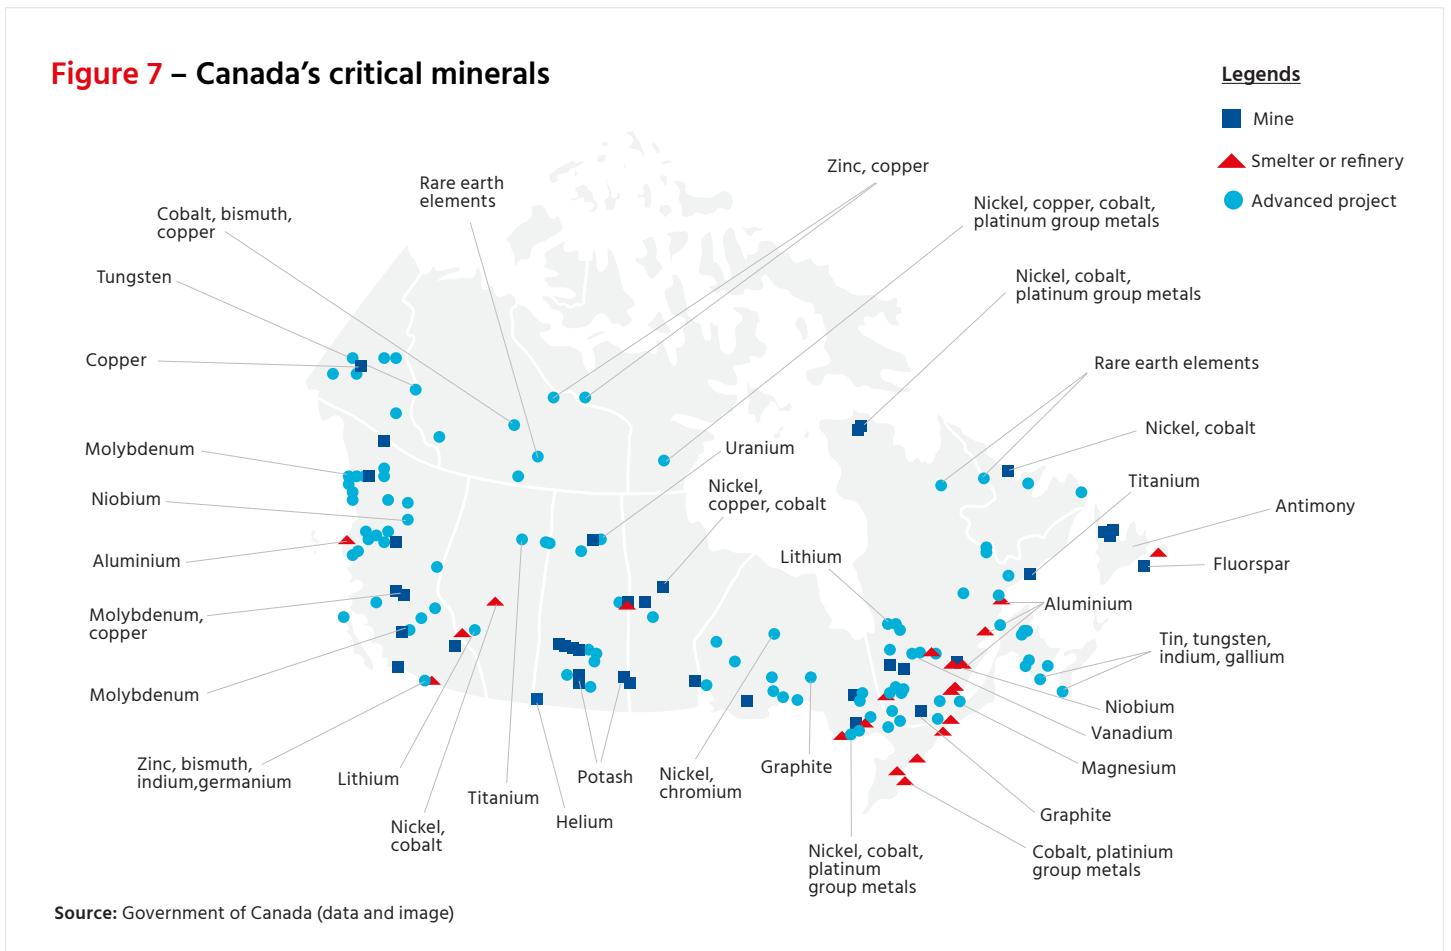 Figure 7 – Canada’s critical minerals
Legends
Mine
Smelter or refinery
Advanced project
Zinc, copper
Rare earth
elements
Cobalt, bismuth,
copper
Tungsten
Copper
Molybdenum
Niobium
Aluminium
Molybdenum,
copper
Molybdenum
Zinc, bismuth,
indium,germanium
Lithium
Nickel,
cobalt
Titanium
Helium
Potash
Nickel,
chromium
Graphite
Nickel, cobalt,
platinum
group metals
Nickel, copper, cobalt,
platinum group metals
Nickel, cobalt,
platinum group metals
Rare earth elements
Nickel, cobalt
Titanium
Antimony
Fluorspar
Uranium
Nickel,
copper, cobalt
Lithium
Aluminium
Tin, tungsten,
indium, gallium
Niobium
Vanadium
Magnesium
Graphite
Cobalt, platinium
group metals
Source: Government of Canada (data and image)